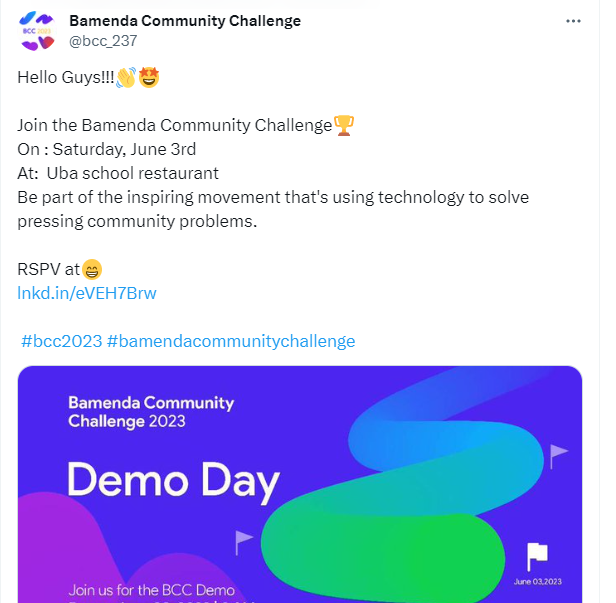 Bamenda Community Challenge
BCC 2023
@bcc_237
Hello Guys!!!👋🤩
Join the Bamenda Community Challenge🏆
On : Saturday, June 3rd
At: Uba school restaurant
Be part of the inspiring movement that's using technology to solve
pressing community problems.
RSPV at😁
lnkd.in/eVEH7Brw
#bcc2023 #bamendacommunitychallenge
Bamenda Community
Challenge 2023
Demo Day
June 03,2023
Join us for the BCC Demo